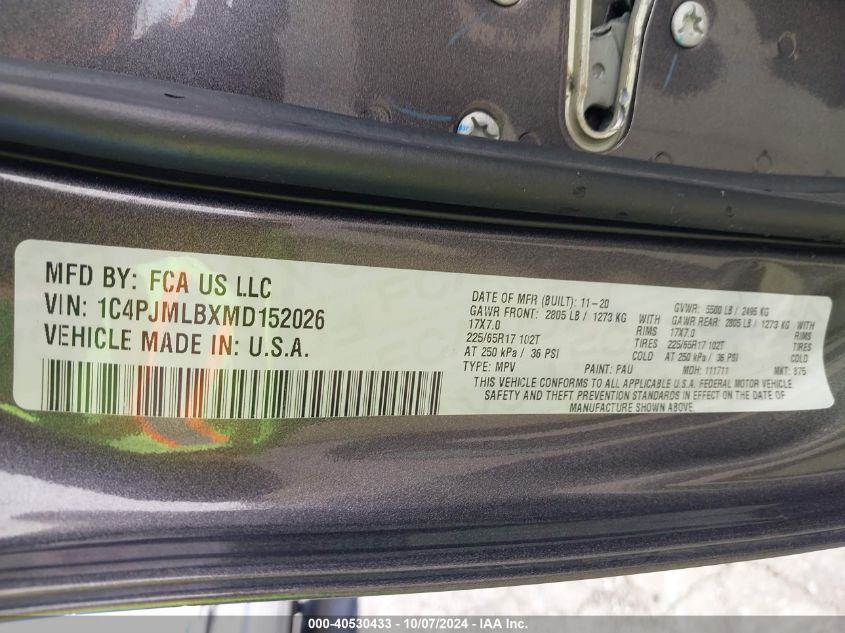 MFD BY: FCA US LLC
VIN: 1C4PJMLBXMD152026
VEHICLE MADE IN: U.S.A.
DATE OF MFR (BUILT): 11-20 GVWR: 5500 LB / 2495 KG
GAWR FRONT: 2805 LB / 1273 KG WITH GAWR REAR: 2805 LB / 1273 KG WITH
17X7.0 RIMS 17X7.0 RIMS
225/65R17 102T TIRES 225/65R17 102T TIRES
AT 250 kPa / 36 PSI COLD AT 250 kPa / 36 PSI COLD
TYPE: MPV PAINT: PAU MDH: 111711 MKT: 875
THIS VEHICLE CONFORMS TO ALL APPLICABLE U.S.A. FEDERAL MOTOR VEHICLE
SAFETY AND THEFT PREVENTION STANDARDS IN EFFECT ON THE DATE OF
MANUFACTURE SHOWN ABOVE.
000-40530433 - 10/07/2024 - IAA Inc.